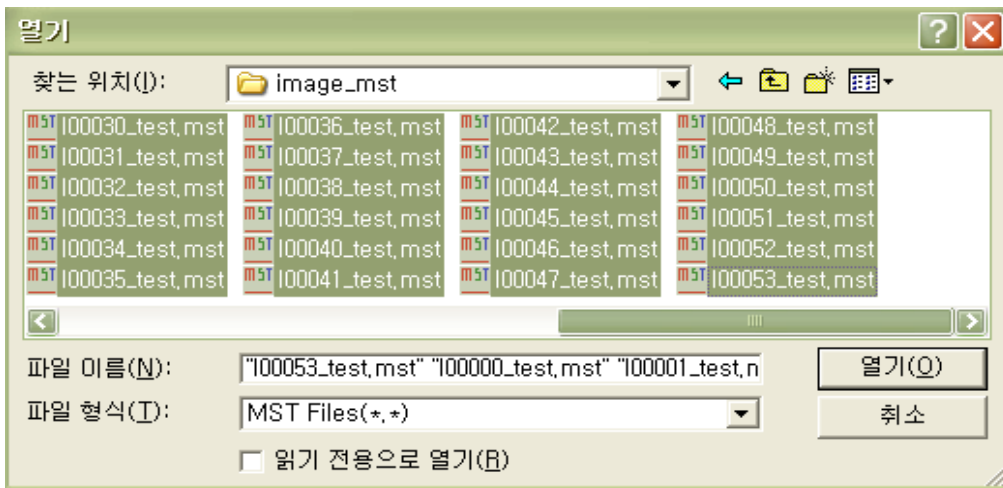 열기
찾는 위치(I): image_mst
I00030_test.mst I00036_test.mst I00042_test.mst I00048_test.mst
I00031_test.mst I00037_test.mst I00043_test.mst I00049_test.mst
I00032_test.mst I00038_test.mst I00044_test.mst I00050_test.mst
I00033_test.mst I00039_test.mst I00045_test.mst I00051_test.mst
I00034_test.mst I00040_test.mst I00046_test.mst I00052_test.mst
I00035_test.mst I00041_test.mst I00047_test.mst I00053_test.mst
파일 이름(N): "I00053_test.mst" "I00000_test.mst" "I00001_test.m 열기(O)
파일 형식(T): MST Files(*.*) 취소
읽기 전용으로 열기(R)